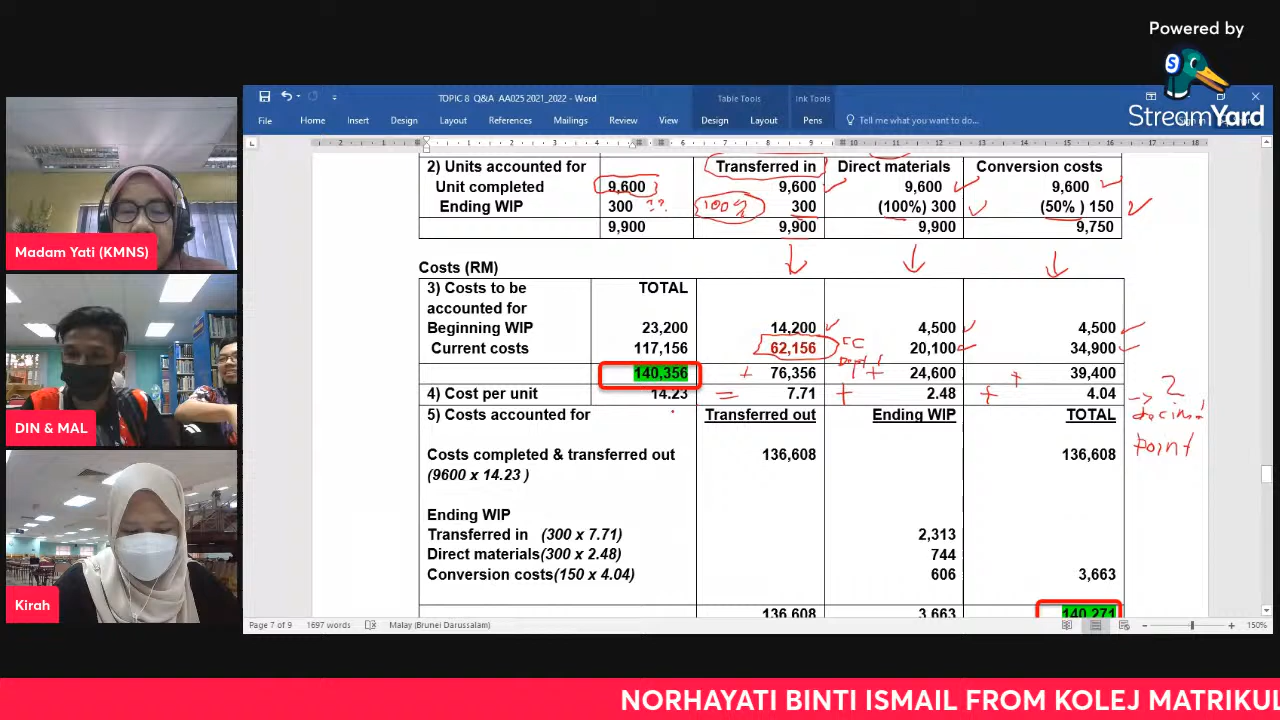 Powered by
StreamYard
TOPIC 8 Q&A AA025 2021_2022 - Word
Table Tools
Ink Tools
File Home Insert Design Layout References Mailings Review View Design Layout Pens Tell me what you want to do...
2) Units accounted for Transferred in Direct materials Conversion costs
Unit completed 9,600 9,600 9,600 9,600
Ending WIP 300 ?? 100% 300 (100%) 300 (50% ) 150
9,900 9,900 9,900 9,750
Costs (RM)
3) Costs to be TOTAL
accounted for
Beginning WIP 23,200 14,200 4,500 4,500
Current costs 117,156 62,156 20,100 34,900
140,356 + 76,356 + 24,600 + 39,400
4) Cost per unit 14.23 = 7.71 + 2.48 + 4.04
2
5) Costs accounted for Transferred out Ending WIP TOTAL
point
Costs completed & transferred out 136,608 136,608
(9600 x 14.23 )
Ending WIP
Transferred in (300 x 7.71) 2,313
Direct materials(300 x 2.48) 744
Conversion costs(150 x 4.04) 606 3,663
136,608 3,663 140,271
Page 7 of 9 1697 words Malay (Brunei Darussalam) 150%
Madam Yati (KMNS)
DIN & MAL
Kirah
NORHAYATI BINTI ISMAIL FROM KOLEJ MATRIKUL